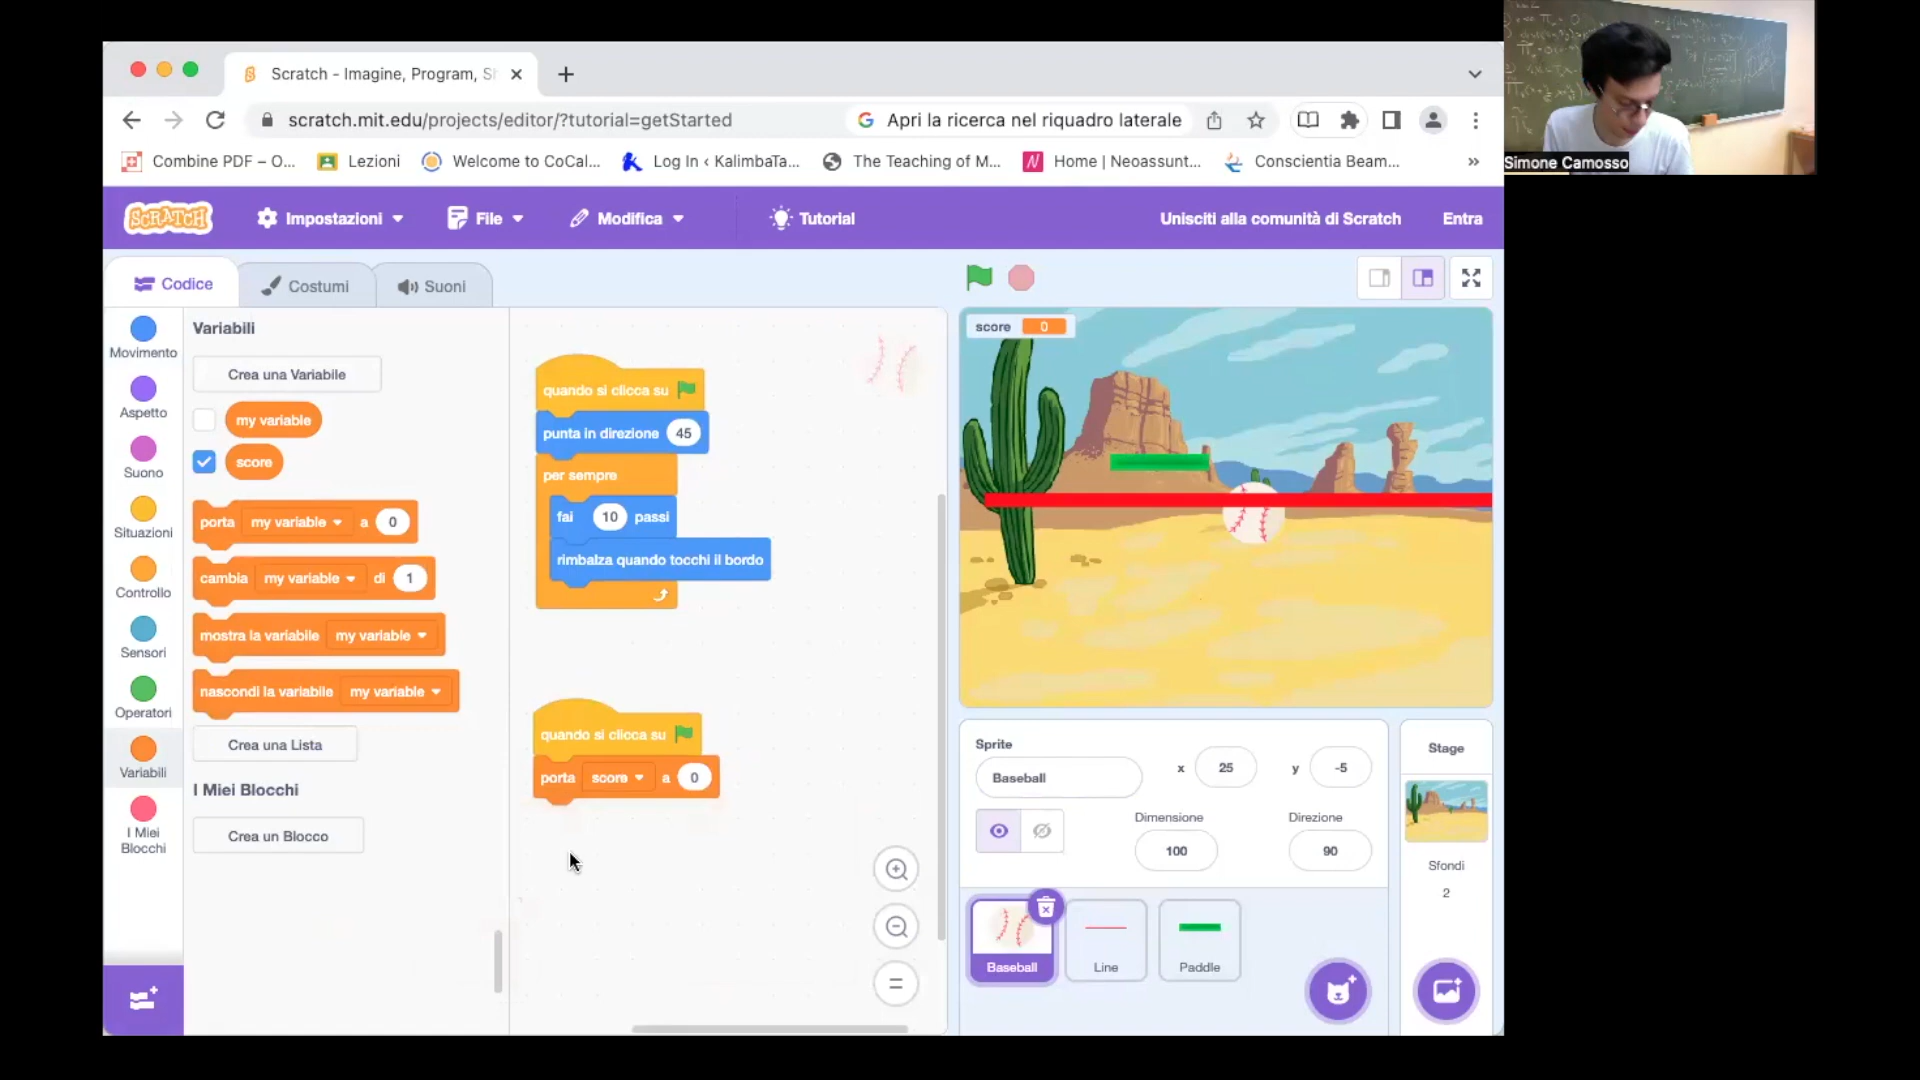 Scratch - Imagine, Program, Sh
scratch.mit.edu/projects/editor/?tutorial=getStarted
Apri la ricerca nel riquadro laterale
Combine PDF – O...
Lezioni
Welcome to CoCal...
Log In ‹ KalimbaTa...
The Teaching of M...
Home | Neoassunt...
Conscientia Beam...
Simone Camosso
SCRATCH
Impostazioni
File
Modifica
Tutorial
Unisciti alla comunità di Scratch
Entra
Codice
Costumi
Suoni
Movimento
Aspetto
Suono
Situazioni
Controllo
Sensori
Operatori
Variabili
I Miei
Blocchi
Variabili
Crea una Variabile
my variable
score
porta my variable a 0
cambia my variable di 1
mostra la variabile my variable
nascondi la variabile my variable
Crea una Lista
I Miei Blocchi
Crea un Blocco
quando si clicca su
punta in direzione 45
per sempre
fai 10 passi
rimbalza quando tocchi il bordo
quando si clicca su
porta score a 0
score 0
Sprite
Baseball
x 25
y -5
Dimensione
100
Direzione
90
Baseball
Line
Paddle
Stage
Sfondi
2